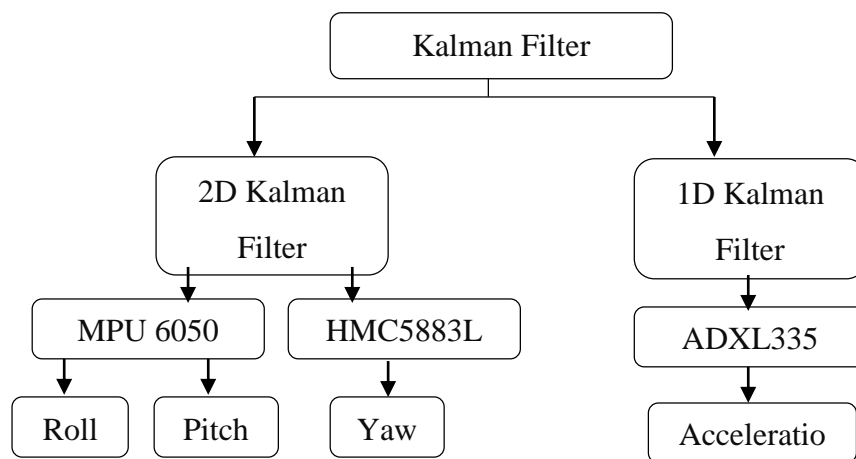 Kalman Filter
2D Kalman
Filter
1D Kalman
Filter
MPU 6050
HMC5883L
ADXL335
Roll
Pitch
Yaw
Acceleratio